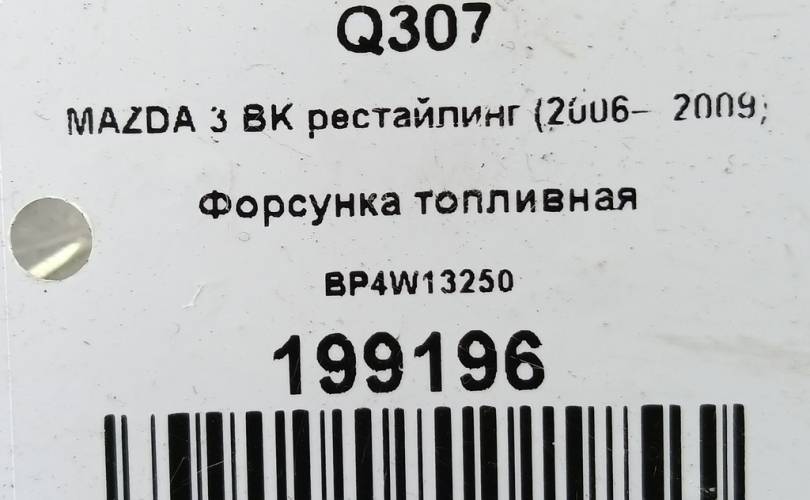 Q307
MAZDA 3 BK рестайлинг (2006– 2009;
Форсунка топливная
BP4W13250
199196